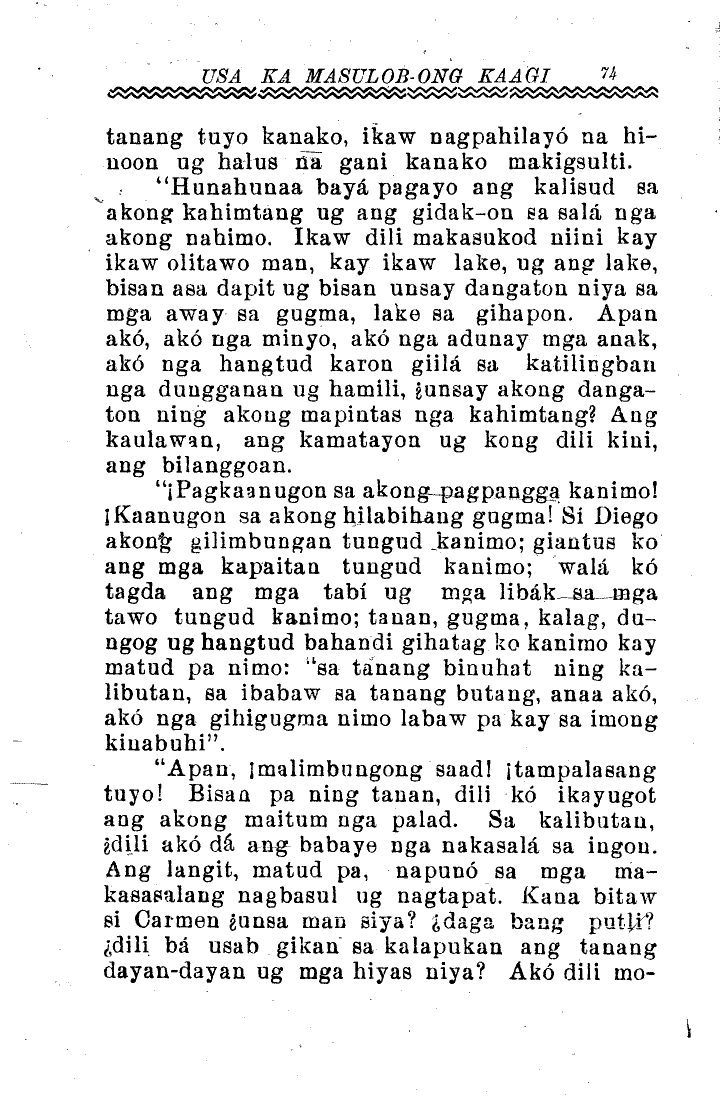 USA KA MASULOB-ONG KAAGI 74
tanang tuyo kanako, ikaw nagpahilayó na hi-
noon ug halus na gani kanako makigsulti.
“Hunahunaa bayá pagayo ang kalisud sa
akong kahimtang ug ang gidak-on sa salá nga
akong nahimo. Ikaw dili makasukod niini kay
ikaw olitawo man, kay ikaw lake, ug ang lake,
bisan asa dapit ug bisan unsay dangaton niya sa
mga away sa gugma, lake sa gihapon. Apan
akó, akó nga minyo, akó nga adunay mga anak,
akó nga hangtud karon giilá sa katilingban
nga dungganan ug hamili, ¿unsay akong danga-
ton ning akong mapintas nga kahimtang? Ang
kaulawan, ang kamatayon ug kong dili kini,
ang bilanggoan.
“¡Pagkaanugon sa akong pagpangga kanimo!
¡Kaanugon sa akong hilabihang gugma! Si Diego
akong gilimbungan tungud kanimo; giantus ko
ang mga kapaitan tungud kanimo; walá kó
tagda ang mga tabí ug mga libák sa mga
tawo tungud kanimo; tanan, gugma, kalag, du-
ngog ug hangtud bahandi gihatag ko kanimo kay
matud pa nimo: “sa tanang binuhat ning ka-
libutan, sa ibabaw sa tanang butang, anaa akó,
akó nga gihigugma nimo labaw pa kay sa imong
kinabuhi”.
“Apan, ¡malimbungong saad! ¡tampalasang
tuyo! Bisan pa ning tanan, dili kó ikayugot
ang akong maitum nga palad. Sa kalibutan,
¿dili akó dá ang babaye nga nakasalá sa ingon.
Ang langit, matud pa, napunó sa mga ma-
kasasalang nagbasul ug nagtapat. Kana bitaw
si Carmen ¿unsa man siya? ¿daga bang putli?
¿dili bá usab gikan sa kalapukan ang tanang
dayan-dayan ug mga hiyas niya? Akó dili mo-